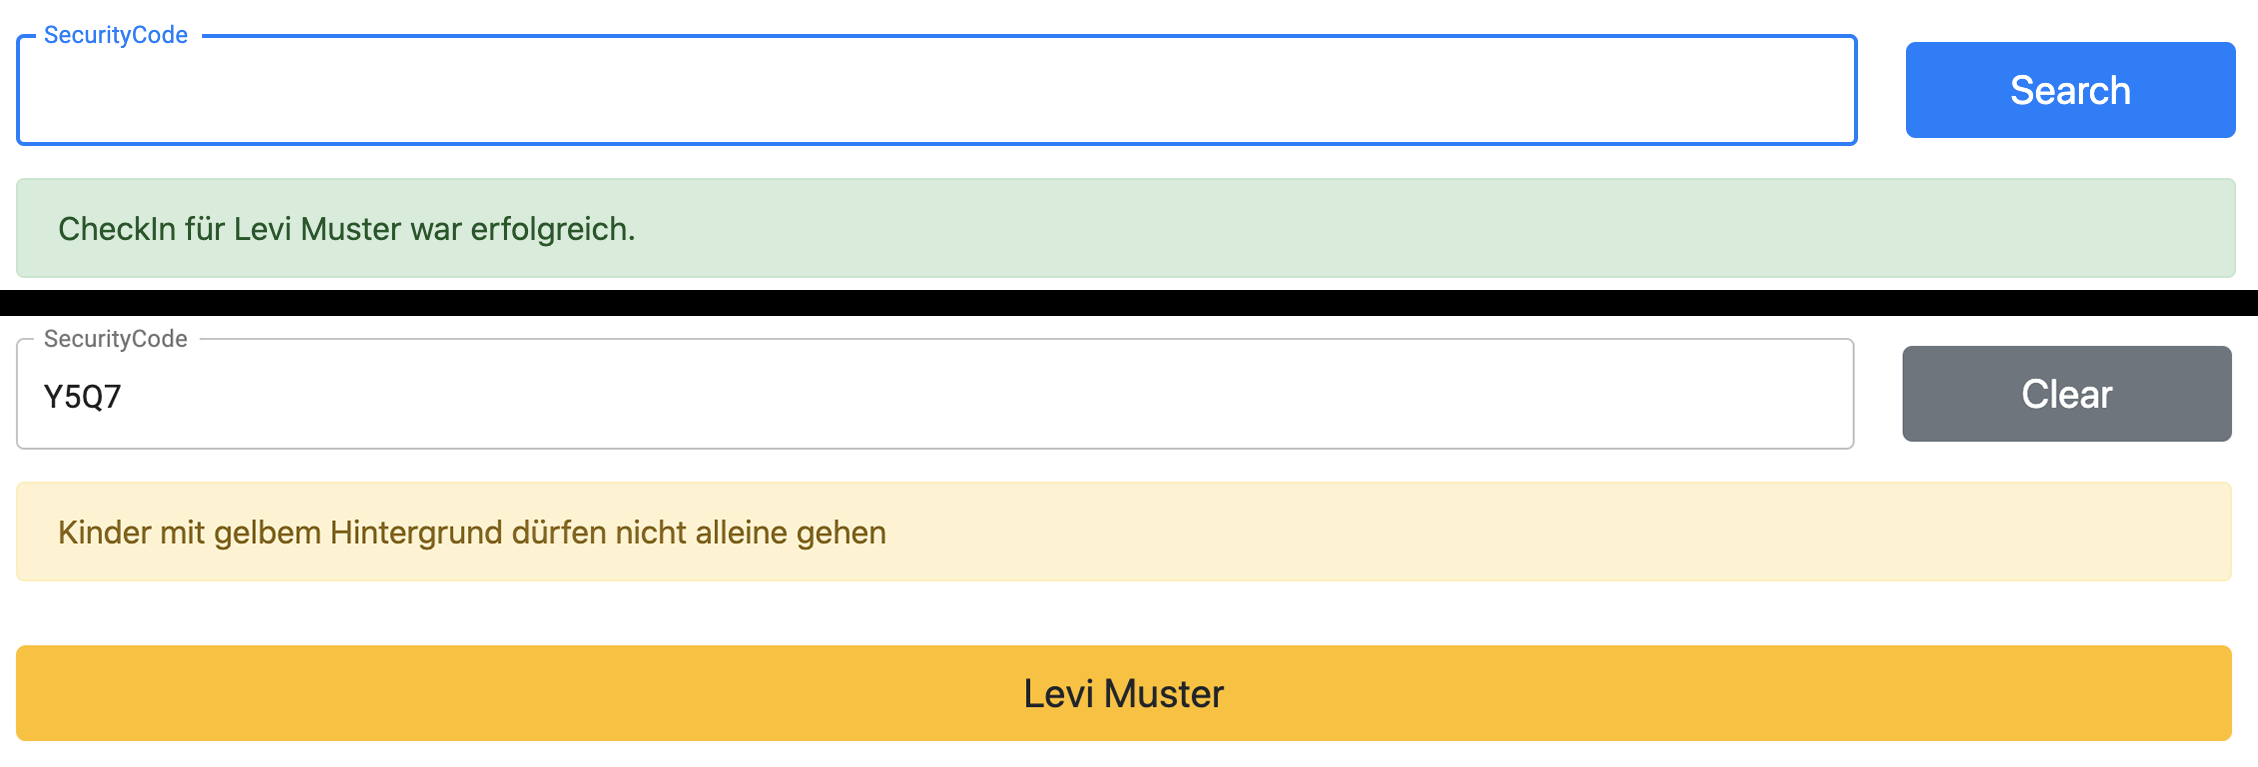 SecurityCode
Search
CheckIn für Levi Muster war erfolgreich.
SecurityCode
Y5Q7
Clear
Kinder mit gelbem Hintergrund dürfen nicht alleine gehen
Levi Muster